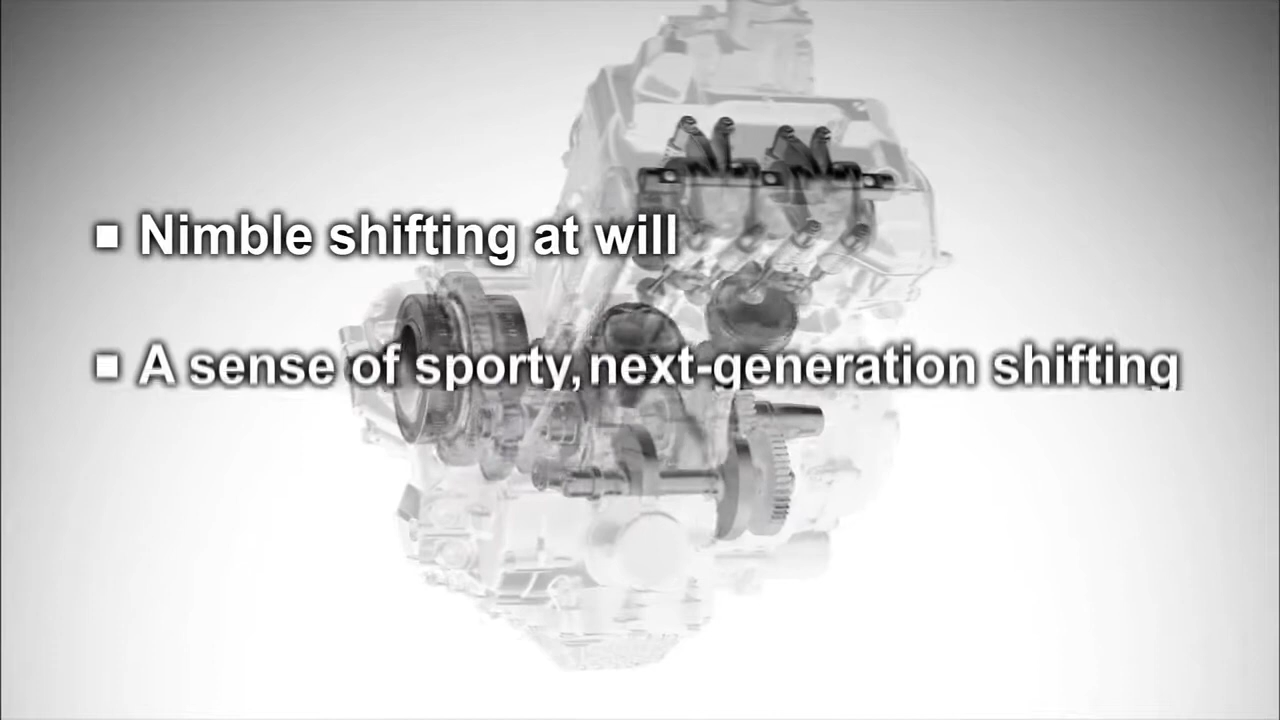 ▪ Nimble shifting at will
▪ A sense of sporty, next-generation shifting